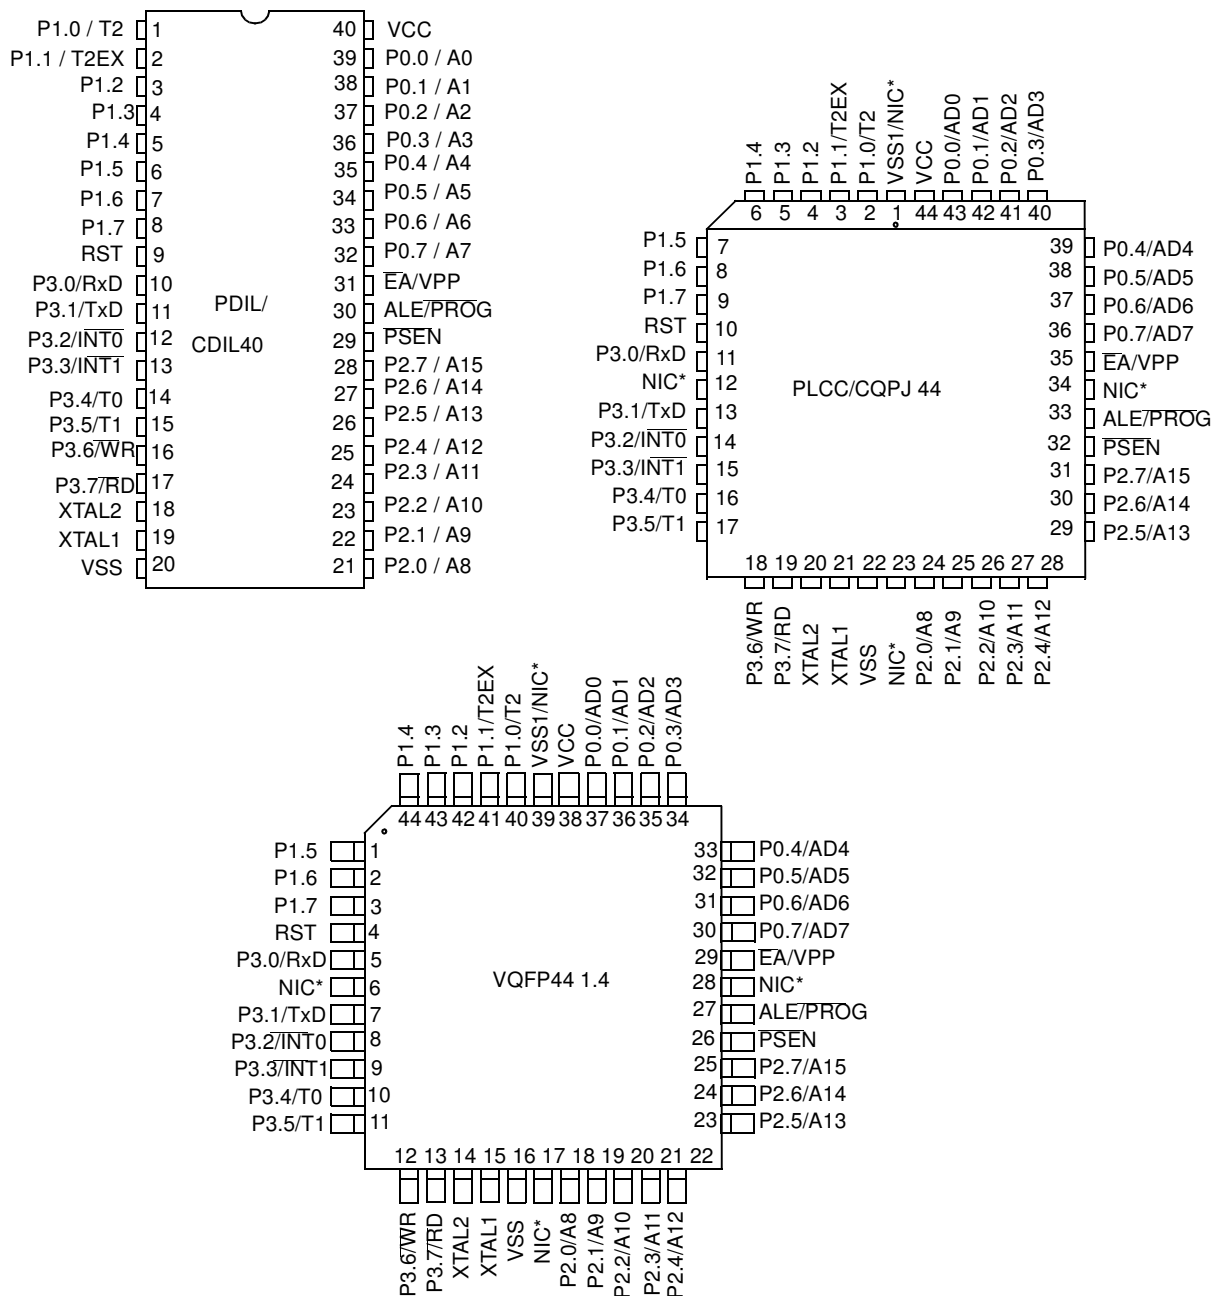 P1.0 / T2 1 40 VCC
P1.1 / T2EX 2 39 P0.0 / A0
P1.2 3 38 P0.1 / A1
P1.3 4 37 P0.2 / A2
P1.4 5 36 P0.3 / A3
P1.5 6 35 P0.4 / A4
P1.6 7 34 P0.5 / A5
P1.7 8 33 P0.6 / A6
RST 9 32 P0.7 / A7
P3.0/RxD 10 31 EA/VPP
P3.1/TxD 11 30 ALE/PROG
P3.2/INT0 12 29 PSEN
P3.3/INT1 13 28 P2.7 / A15
P3.4/T0 14 27 P2.6 / A14
P3.5/T1 15 26 P2.5 / A13
P3.6/WR 16 25 P2.4 / A12
P3.7/RD 17 24 P2.3 / A11
XTAL2 18 23 P2.2 / A10
XTAL1 19 22 P2.1 / A9
VSS 20 21 P2.0 / A8
PDIL/
CDIL40
P1.4 P1.3 P1.2 P1.1/T2EX P1.0/T2 VSS1/NIC* VCC P0.0/AD0 P0.1/AD1 P0.2/AD2 P0.3/AD3
6 5 4 3 2 1 44 43 42 41 40
P1.5 7 39 P0.4/AD4
P1.6 8 38 P0.5/AD5
P1.7 9 37 P0.6/AD6
RST 10 36 P0.7/AD7
P3.0/RxD 11 35 EA/VPP
NIC* 12 34 NIC*
P3.1/TxD 13 33 ALE/PROG
P3.2/INT0 14 32 PSEN
P3.3/INT1 15 31 P2.7/A15
P3.4/T0 16 30 P2.6/A14
P3.5/T1 17 29 P2.5/A13
PLCC/CQPJ 44
18 19 20 21 22 23 24 25 26 27 28
P3.6/WR P3.7/RD XTAL2 XTAL1 VSS NIC* P2.0/A8 P2.1/A9 P2.2/A10 P2.3/A11 P2.4/A12
P1.4 P1.3 P1.2 P1.1/T2EX P1.0/T2 VSS1/NIC* VCC P0.0/AD0 P0.1/AD1 P0.2/AD2 P0.3/AD3
44 43 42 41 40 39 38 37 36 35 34
P1.5 1 33 P0.4/AD4
P1.6 2 32 P0.5/AD5
P1.7 3 31 P0.6/AD6
RST 4 30 P0.7/AD7
P3.0/RxD 5 29 EA/VPP
NIC* 6 28 NIC*
P3.1/TxD 7 27 ALE/PROG
P3.2/INT0 8 26 PSEN
P3.3/INT1 9 25 P2.7/A15
P3.4/T0 10 24 P2.6/A14
P3.5/T1 11 23 P2.5/A13
VQFP44 1.4
12 13 14 15 16 17 18 19 20 21 22
P3.6/WR P3.7/RD XTAL2 XTAL1 VSS NIC* P2.0/A8 P2.1/A9 P2.2/A10 P2.3/A11 P2.4/A12